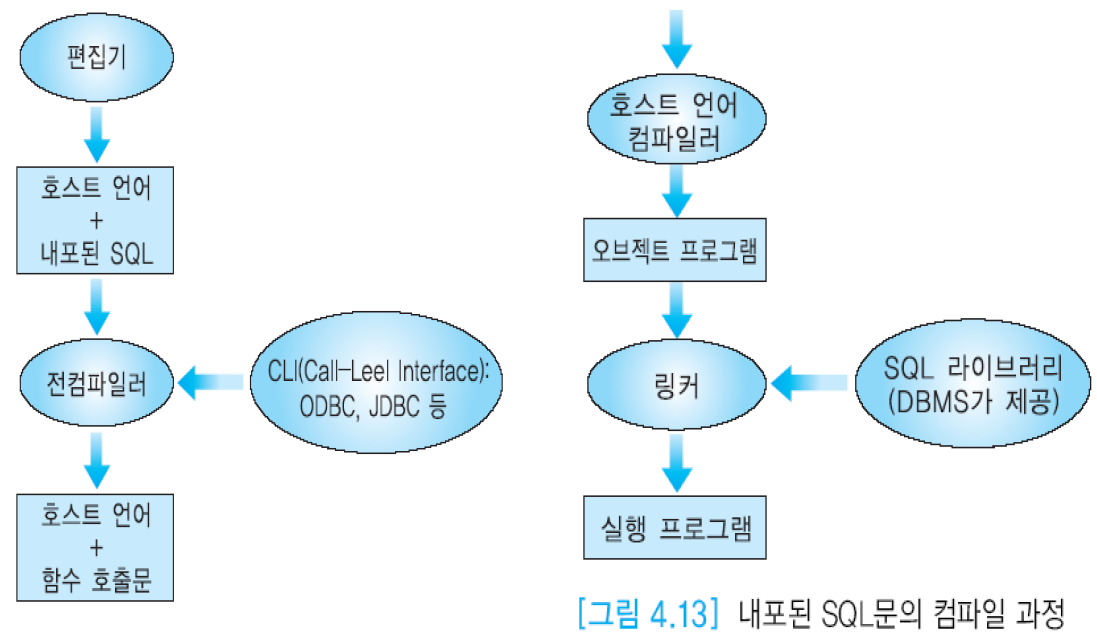 편집기
호스트 언어
+
내포된 SQL
전컴파일러
CLI(Call-Leel Interface):
ODBC, JDBC 등
호스트 언어
+
함수 호출문
호스트 언어
컴파일러
오브젝트 프로그램
링커
SQL 라이브러리
(DBMS가 제공)
실행 프로그램
[그림 4.13] 내포된 SQL문의 컴파일 과정